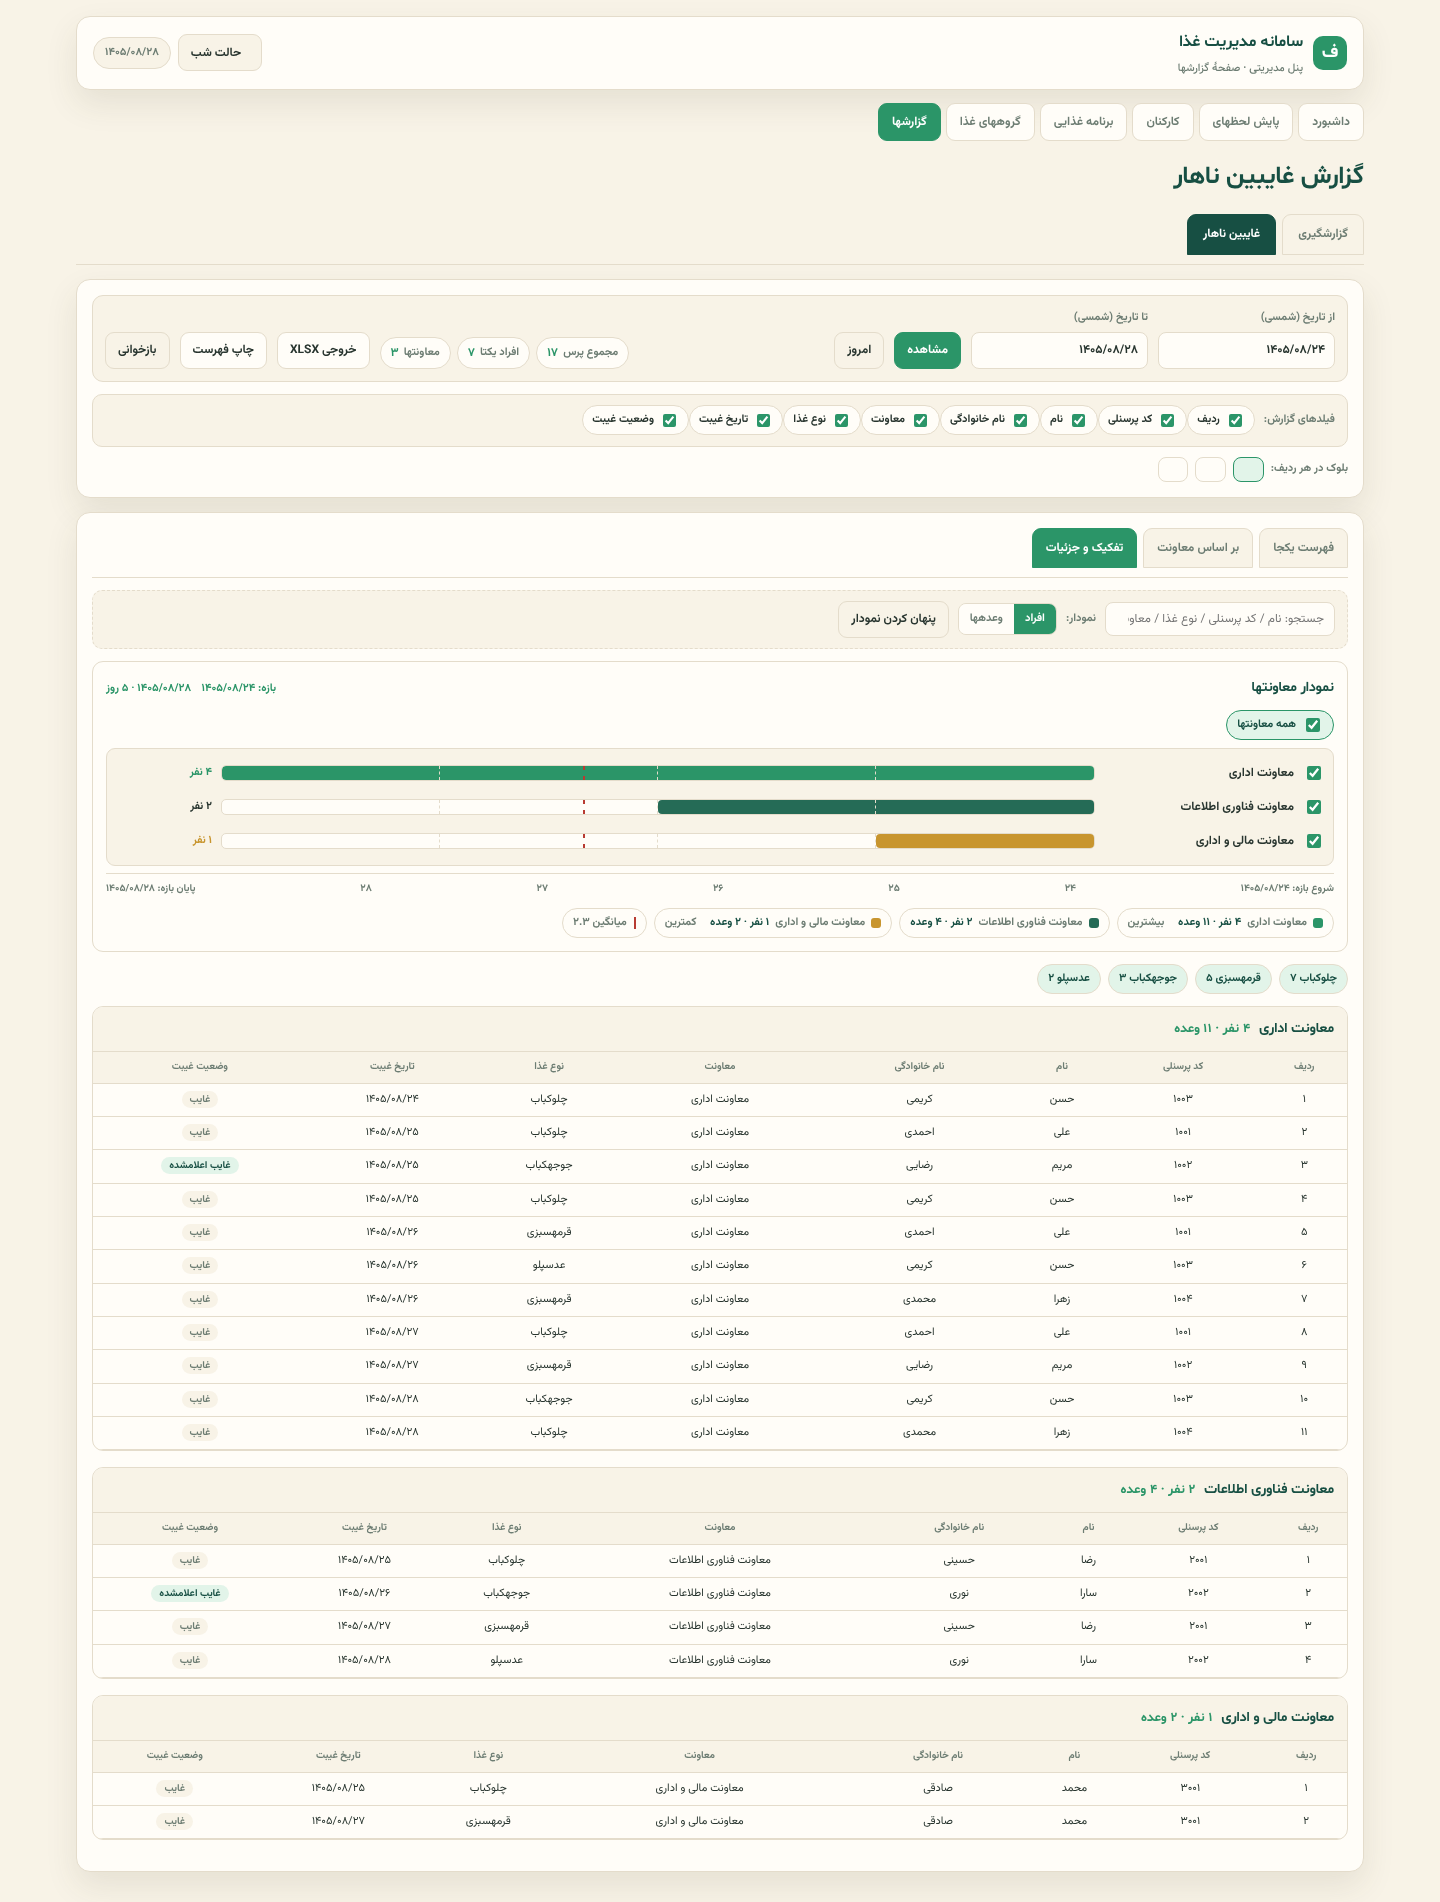 ف
سامانه مدیریت غذا
پنل مدیریتی · صفحهٔ گزارشها
حالت شب
۱۴۰۵/۰۸/۲۸
داشبورد پایش لحظهای کارکنان برنامه غذایی گروههای غذا گزارشها
گزارش غایبین ناهار
گزارشگیری غایبین ناهار
از تاریخ (شمسی) تا تاریخ (شمسی)
۱۴۰۵/۰۸/۲۴ ۱۴۰۵/۰۸/۲۸ مشاهده امروز مجموع پرس ۱۷ افراد یکتا ۷ معاونتها ۳ خروجی XLSX چاپ فهرست بازخوانی
فیلدهای گزارش: ردیف کد پرسنلی نام نام خانوادگی معاونت نوع غذا تاریخ غیبت وضعیت غیبت
بلوک در هر ردیف:
فهرست یکجا بر اساس معاونت تفکیک و جزئیات
جستجو: نام / کد پرسنلی / نوع غذا / معاو نمودار: افراد وعدهها پنهان کردن نمودار
نمودار معاونتها
بازه: ۱۴۰۵/۰۸/۲۴ ۱۴۰۵/۰۸/۲۸ · ۵ روز
همه معاونتها
معاونت اداری ۴ نفر
معاونت فناوری اطلاعات ۲ نفر
معاونت مالی و اداری ۱ نفر
شروع بازه: ۱۴۰۵/۰۸/۲۴ ۲۴ ۲۵ ۲۶ ۲۷ ۲۸ پایان بازه: ۱۴۰۵/۰۸/۲۸
معاونت اداری ۴ نفر · ۱۱ وعده بیشترین معاونت فناوری اطلاعات ۲ نفر · ۴ وعده معاونت مالی و اداری ۱ نفر · ۲ وعده کمترین میانگین ۲.۳
چلوکباب ۷ قرمهسبزی ۵ جوجهکباب ۳ عدسپلو ۲
معاونت اداری ۴ نفر · ۱۱ وعده
ردیف کد پرسنلی نام نام خانوادگی معاونت نوع غذا تاریخ غیبت وضعیت غیبت
۱ ۱۰۰۳ حسن کریمی معاونت اداری چلوکباب ۱۴۰۵/۰۸/۲۴ غایب
۲ ۱۰۰۱ علی احمدی معاونت اداری چلوکباب ۱۴۰۵/۰۸/۲۵ غایب
۳ ۱۰۰۲ مریم رضایی معاونت اداری جوجهکباب ۱۴۰۵/۰۸/۲۵ غایب اعلامشده
۴ ۱۰۰۳ حسن کریمی معاونت اداری چلوکباب ۱۴۰۵/۰۸/۲۵ غایب
۵ ۱۰۰۱ علی احمدی معاونت اداری قرمهسبزی ۱۴۰۵/۰۸/۲۶ غایب
۶ ۱۰۰۳ حسن کریمی معاونت اداری عدسپلو ۱۴۰۵/۰۸/۲۶ غایب
۷ ۱۰۰۴ زهرا محمدی معاونت اداری قرمهسبزی ۱۴۰۵/۰۸/۲۶ غایب
۸ ۱۰۰۱ علی احمدی معاونت اداری چلوکباب ۱۴۰۵/۰۸/۲۷ غایب
۹ ۱۰۰۲ مریم رضایی معاونت اداری قرمهسبزی ۱۴۰۵/۰۸/۲۷ غایب
۱۰ ۱۰۰۳ حسن کریمی معاونت اداری جوجهکباب ۱۴۰۵/۰۸/۲۸ غایب
۱۱ ۱۰۰۴ زهرا محمدی معاونت اداری چلوکباب ۱۴۰۵/۰۸/۲۸ غایب
معاونت فناوری اطلاعات ۲ نفر · ۴ وعده
ردیف کد پرسنلی نام نام خانوادگی معاونت نوع غذا تاریخ غیبت وضعیت غیبت
۱ ۲۰۰۱ رضا حسینی معاونت فناوری اطلاعات چلوکباب ۱۴۰۵/۰۸/۲۵ غایب
۲ ۲۰۰۲ سارا نوری معاونت فناوری اطلاعات جوجهکباب ۱۴۰۵/۰۸/۲۶ غایب اعلامشده
۳ ۲۰۰۱ رضا حسینی معاونت فناوری اطلاعات قرمهسبزی ۱۴۰۵/۰۸/۲۷ غایب
۴ ۲۰۰۲ سارا نوری معاونت فناوری اطلاعات عدسپلو ۱۴۰۵/۰۸/۲۸ غایب
معاونت مالی و اداری ۱ نفر · ۲ وعده
ردیف کد پرسنلی نام نام خانوادگی معاونت نوع غذا تاریخ غیبت وضعیت غیبت
۱ ۳۰۰۱ محمد صادقی معاونت مالی و اداری چلوکباب ۱۴۰۵/۰۸/۲۵ غایب
۲ ۳۰۰۱ محمد صادقی معاونت مالی و اداری قرمهسبزی ۱۴۰۵/۰۸/۲۷ غایب